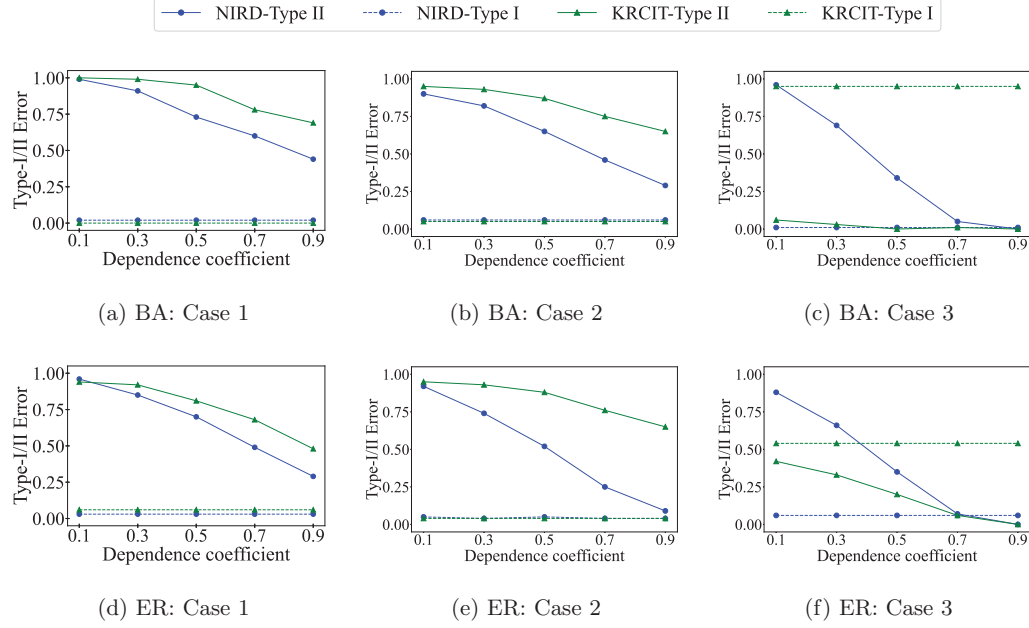 NIRD-Type II NIRD-Type I KRCIT-Type II KRCIT-Type I
Type-I/II Error
1.00
0.75
0.50
0.25
0.00
0.1 0.3 0.5 0.7 0.9
Dependence coefficient
(a) BA: Case 1
Type-I/II Error
1.00
0.75
0.50
0.25
0.00
0.1 0.3 0.5 0.7 0.9
Dependence coefficient
(b) BA: Case 2
Type-I/II Error
1.00
0.75
0.50
0.25
0.00
0.1 0.3 0.5 0.7 0.9
Dependence coefficient
(c) BA: Case 3
Type-I/II Error
1.00
0.75
0.50
0.25
0.00
0.1 0.3 0.5 0.7 0.9
Dependence coefficient
(d) ER: Case 1
Type-I/II Error
1.00
0.75
0.50
0.25
0.00
0.1 0.3 0.5 0.7 0.9
Dependence coefficient
(e) ER: Case 2
Type-I/II Error
1.00
0.75
0.50
0.25
0.00
0.1 0.3 0.5 0.7 0.9
Dependence coefficient
(f) ER: Case 3